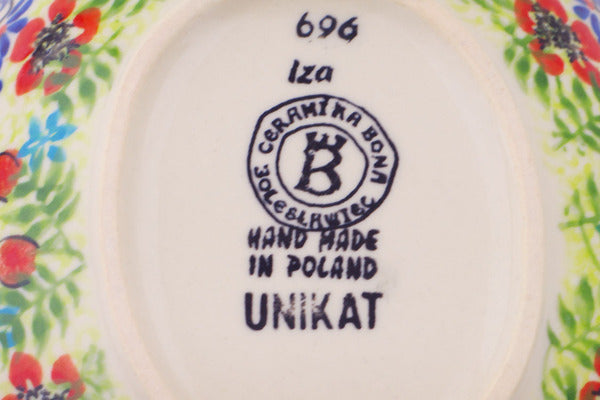 696
Iza
CERAMIKA BONA
B
BOLESŁAWIEC
HAND MADE
IN POLAND
UNIKAT